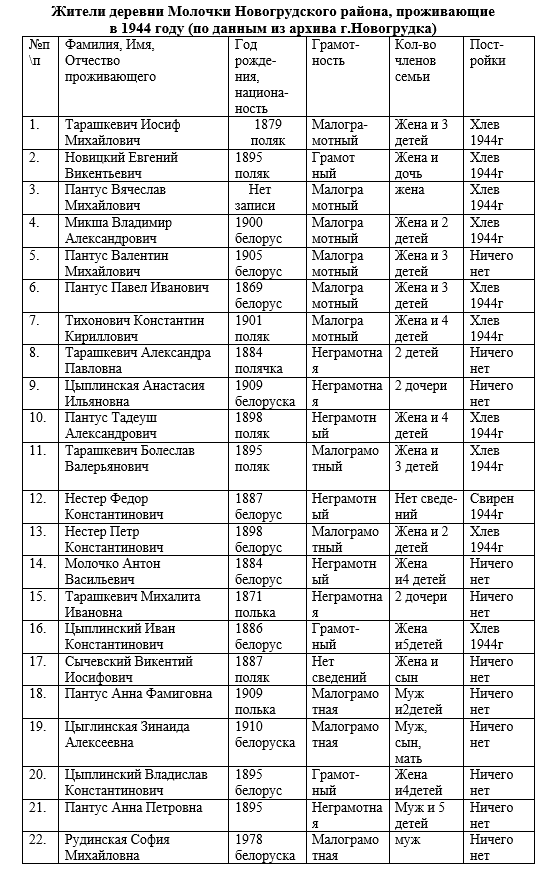 Жители деревни Молочки Новогрудского района, проживающие
в 1944 году (по данным из архива г.Новогрудка)
№п\п Фамилия, Имя, Отчество проживающего Год рожде-ния, национа-ность Грамот-ность Кол-во членов семьи Пост-ройки
1. Тарашкевич Иосиф Михайлович 1879 поляк Малогра-мотный Жена и 3 детей Хлев 1944г
2. Новицкий Евгений Викентьевич 1895 поляк Грамот ный Жена и дочь Хлев 1944г
3. Пантус Вячеслав Михайлович Нет записи Малогра мотный жена Хлев 1944г
4. Микша Владимир Александрович 1900 белорус Малогра мотный Жена и 2 детей Хлев 1944г
5. Пантус Валентин Михайлович 1905 белорус Малогра мотный Жена и 3 детей Ничего нет
6. Пантус Павел Иванович 1869 белорус Малогра мотный Жена и 3 детей Хлев 1944г
7. Тихонович Константин Кириллович 1901 поляк Малогра мотный Жена и 4 детей Хлев 1944г
8. Тарашкевич Александра Павловна 1884 полячка Неграмотна я 2 детей Ничего нет
9. Цыплинская Анастасия Ильяновна 1909 белоруска Неграмотна я 2 дочери Ничего нет
10. Пантус Тадеуш Александрович 1898 поляк Неграмотн ый Жена и 4 детей Хлев 1944г
11. Тарашкевич Болеслав Валерьянович 1895 поляк Малограмо тный Жена и 3 детей Хлев 1944г
12. Нестер Федор Константинович 1887 белорус Неграмотн ый Нет сведе-ний Свирен 1944г
13. Нестер Петр Константинович 1898 белорус Малограмо тный Жена и 2 детей Хлев 1944г
14. Молочко Антон Васильевич 1884 белорус Неграмотн ый Жена и4 детей Ничего нет
15. Тарашкевич Михалита Ивановна 1871 полька Неграмотна я 2 дочери Ничего нет
16. Цыплинский Иван Константинович 1886 белорус Грамот-ный Жена и5детей Хлев 1944г
17. Сычевский Викентий Иосифович 1887 поляк Нет сведений Жена и сын Ничего нет
18. Пантус Анна Фамиговна 1909 полька Малограмо тная Муж и2детей Ничего нет
19. Цыглинская Зинаида Алексеевна 1910 белоруска Малограмо тная Муж, сын, мать Ничего нет
20. Цыплинский Владислав Константинович 1895 белорус Грамот-ный Жена и4детей Ничего нет
21. Пантус Анна Петровна 1895 Неграмотна я Муж и 5 детей Ничего нет
22. Рудинская София Михайловна 1978 белоруска Малограмо тная муж Ничего нет